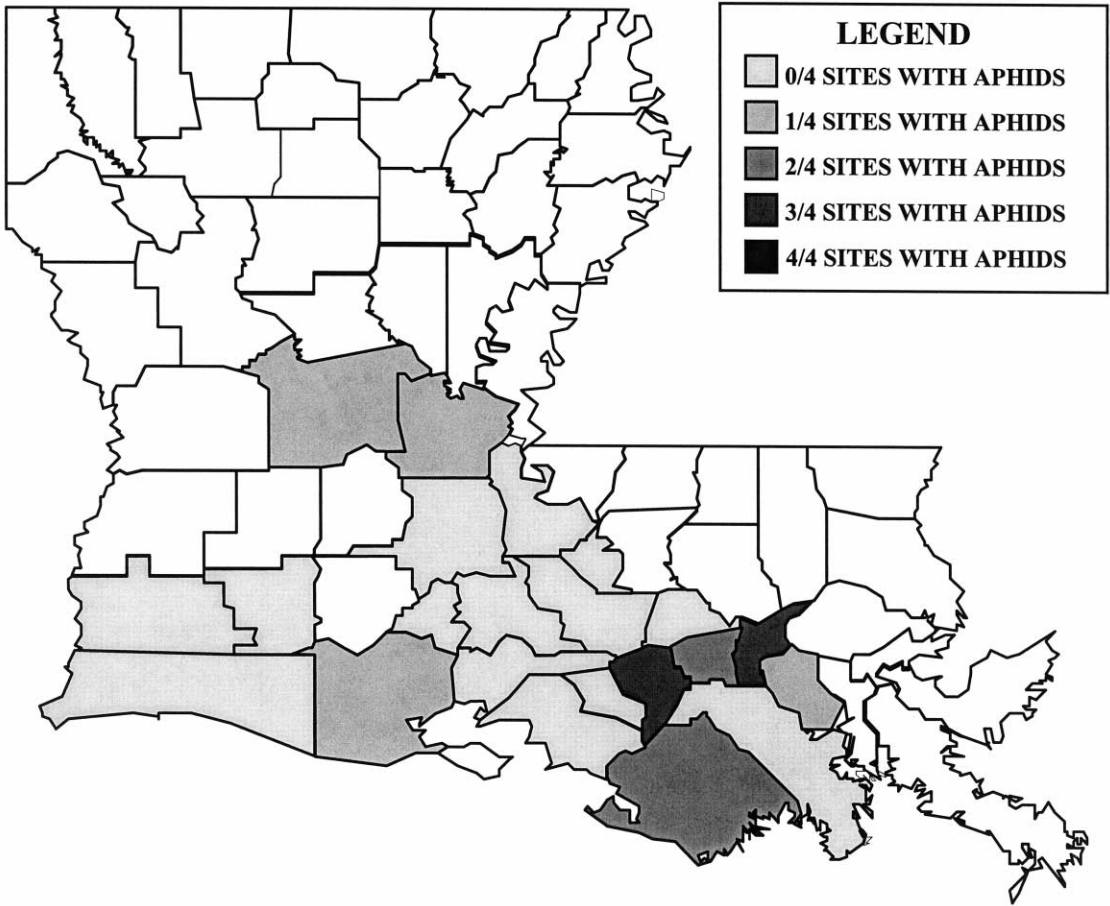 LEGEND
0/4 SITES WITH APHIDS
1/4 SITES WITH APHIDS
2/4 SITES WITH APHIDS
3/4 SITES WITH APHIDS
4/4 SITES WITH APHIDS